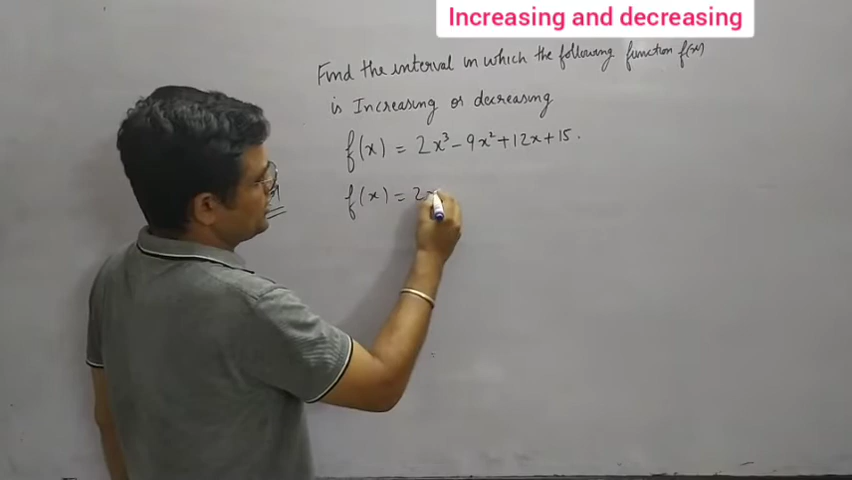 Increasing and decreasing
Find the interval in which the following function f(x)
is Increasing or decreasing
f(x) = 2x³ - 9x² + 12x + 15.
f(x) = 2x